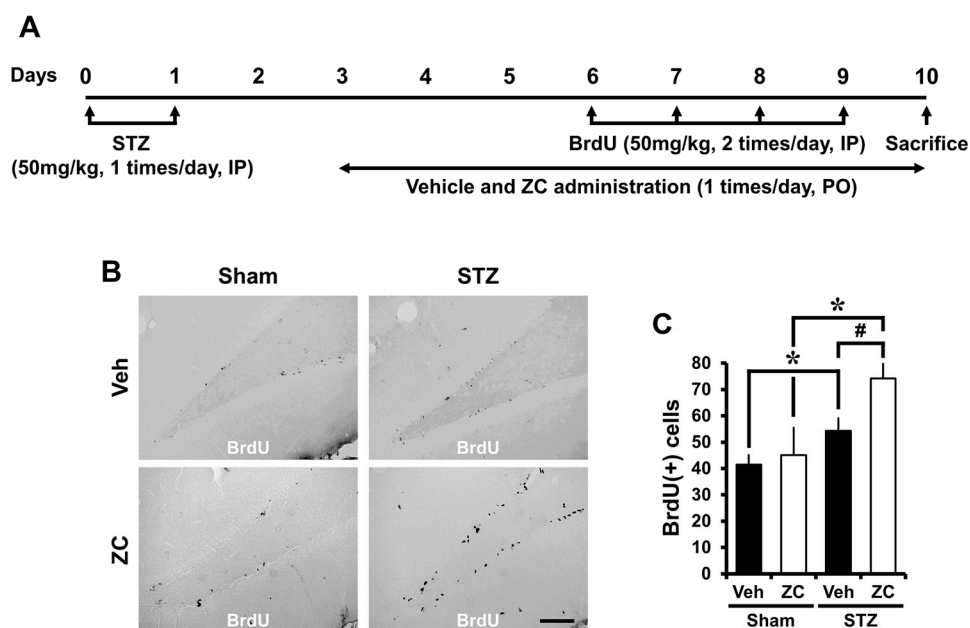 A
Days 0 1 2 3 4 5 6 7 8 9 10
STZ
(50mg/kg, 1 times/day, IP)
BrdU (50mg/kg, 2 times/day, IP)
Sacrifice
Vehicle and ZC administration (1 times/day, PO)
B
Sham STZ
Veh
BrdU BrdU
ZC
BrdU BrdU
C
*
#
*
BrdU(+) cells
80
70
60
50
40
30
20
10
0
Veh ZC Veh ZC
Sham STZ